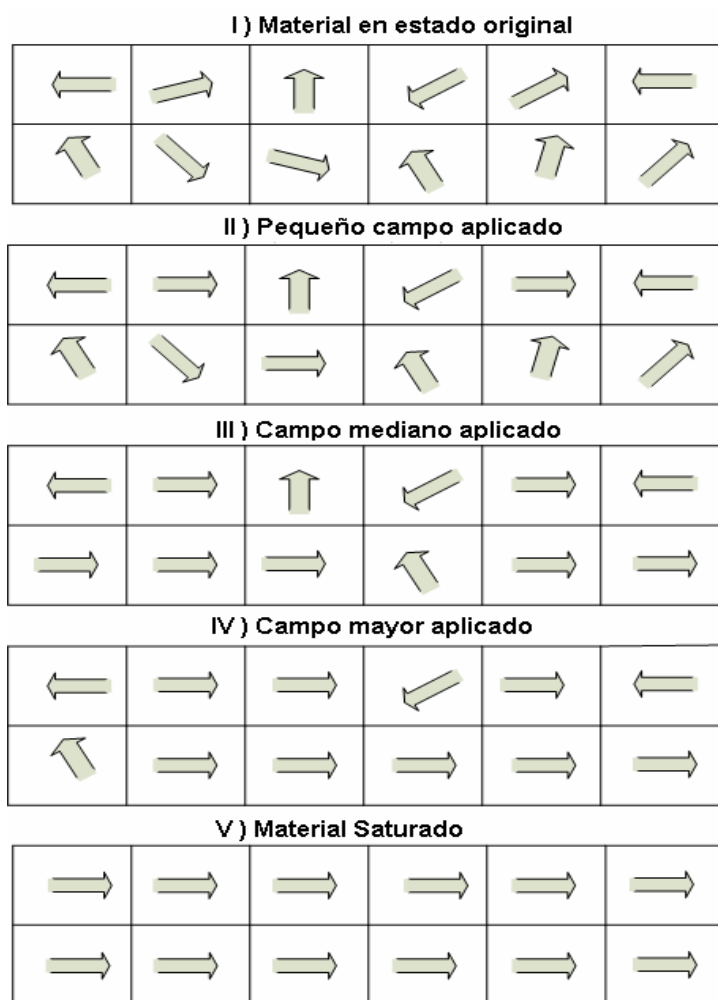 I ) Material en estado original
II ) Pequeño campo aplicado
III ) Campo mediano aplicado
IV ) Campo mayor aplicado
V ) Material Saturado